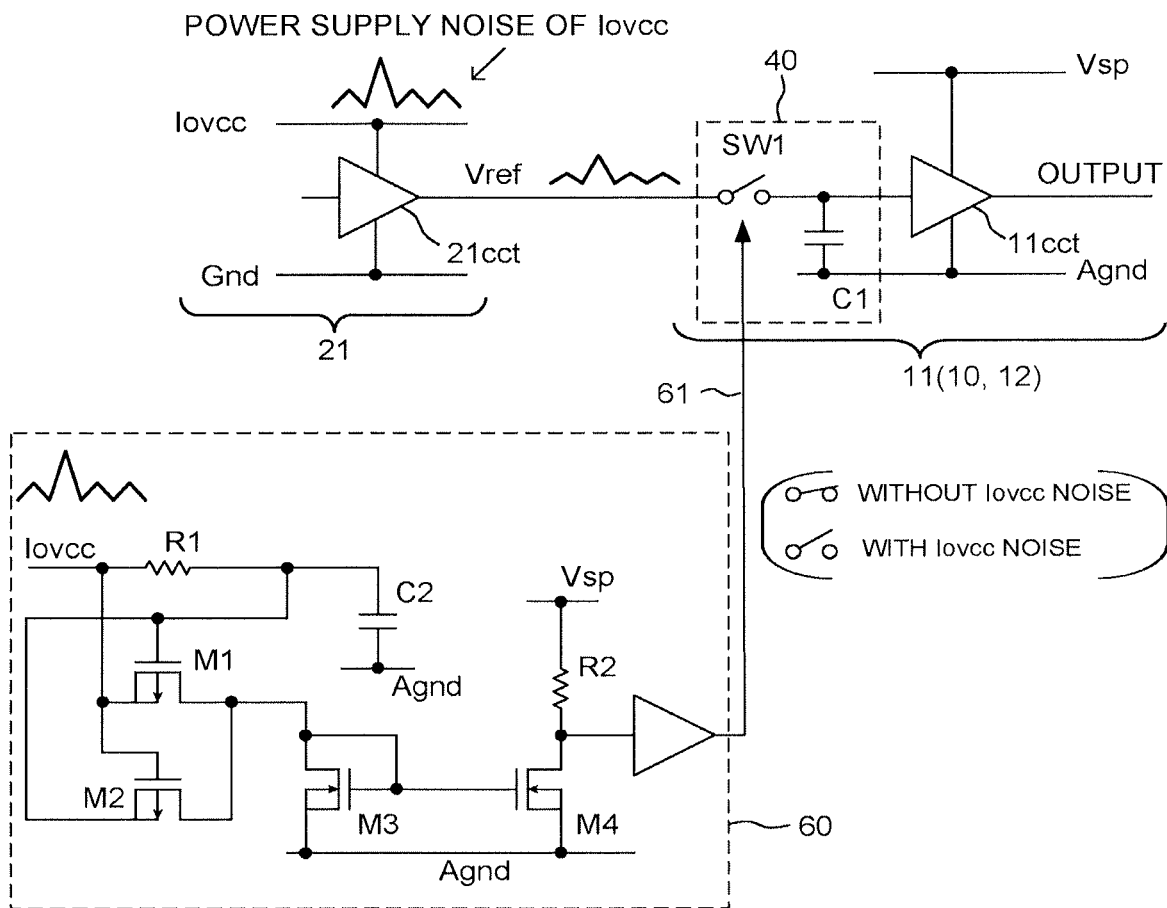 POWER SUPPLY NOISE OF Iovcc
40
Vsp
Iovcc
SW1
Vref
OUTPUT
21cct
11cct
Gnd
Agnd
C1
21
11(10, 12)
61
WITHOUT Iovcc NOISE
WITH Iovcc NOISE
Iovcc
R1
C2
Vsp
M1
Agnd
R2
M2
M3
M4
60
Agnd